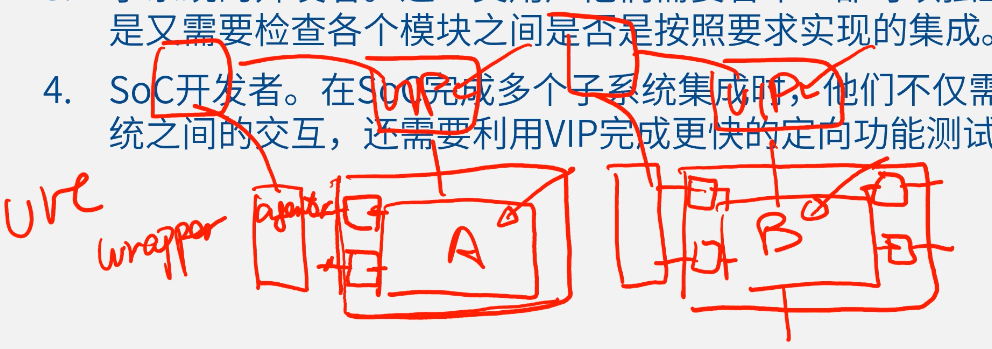 是又需要检查各个模块之间是否是按照要求实现的集成。
4. SoC开发者。在SoC完成多个子系统集成时，他们不仅需
统之间的交互，还需要利用VIP完成更快的定向功能测试
VIP
VIP
agent
A
B
wrapper